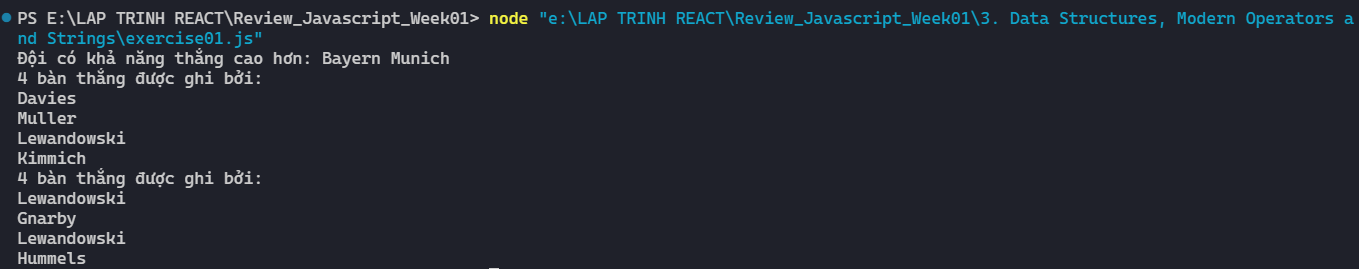 PS E:\LAP TRINH REACT\Review_Javascript_Week01> node "e:\LAP TRINH REACT\Review_Javascript_Week01\3. Data Structures, Modern Operators a
nd Strings\exercise01.js"
Đội có khả năng thắng cao hơn: Bayern Munich
4 bàn thắng được ghi bởi:
Davies
Muller
Lewandowski
Kimmich
4 bàn thắng được ghi bởi:
Lewandowski
Gnarby
Lewandowski
Hummels